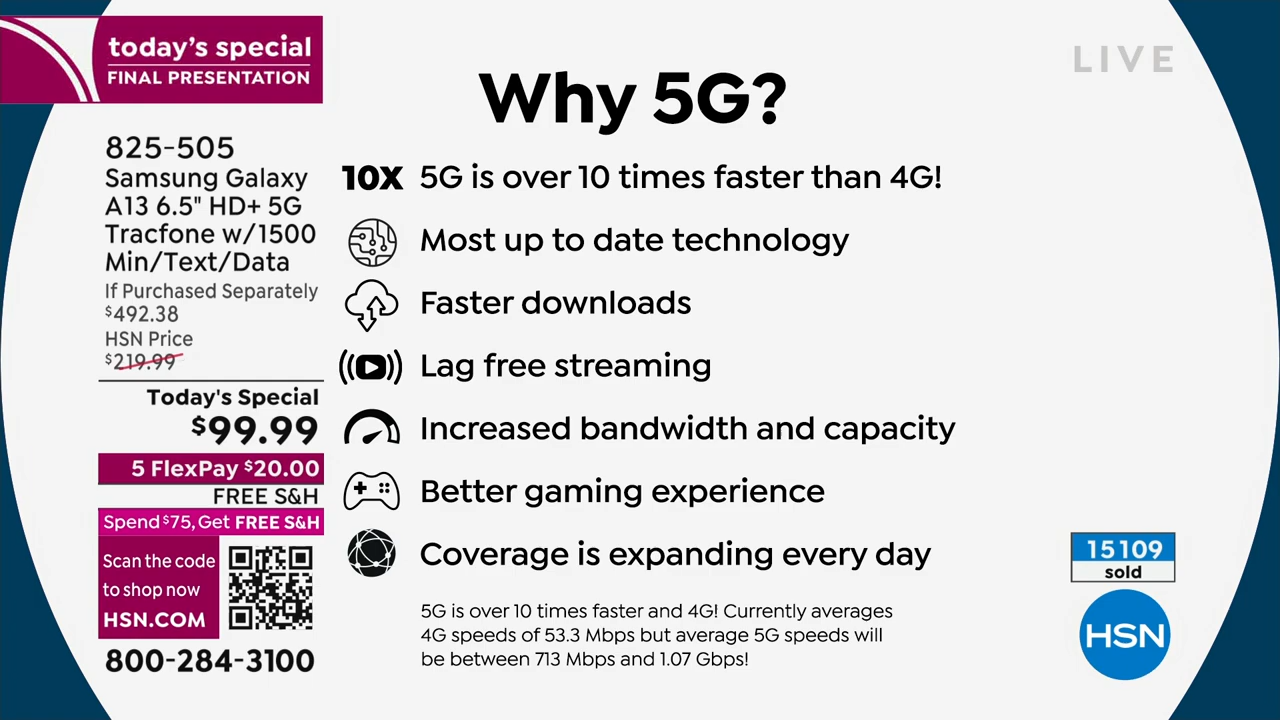 today's special
FINAL PRESENTATION
LIVE
Why 5G?
825-505
Samsung Galaxy
A13 6.5" HD+ 5G
Tracfone w/1500
Min/Text/Data
If Purchased Separately
$492.38
HSN Price
$219.99
Today's Special
$99.99
5 FlexPay $20.00
FREE S&H
Spend $75, Get FREE S&H
Scan the code
to shop now
HSN.COM
800-284-3100
10X 5G is over 10 times faster than 4G!
Most up to date technology
Faster downloads
Lag free streaming
Increased bandwidth and capacity
Better gaming experience
Coverage is expanding every day
5G is over 10 times faster and 4G! Currently averages
4G speeds of 53.3 Mbps but average 5G speeds will
be between 713 Mbps and 1.07 Gbps!
15109
sold
HSN